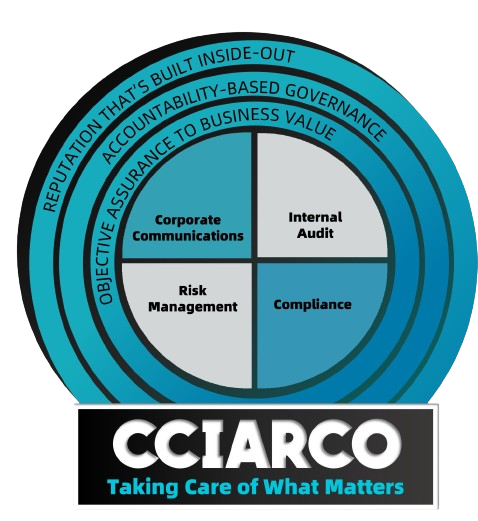 REPUTATION THAT'S BUILT INSIDE-OUT
ACCOUNTABILITY-BASED GOVERNANCE
OBJECTIVE ASSURANCE TO BUSINESS VALUE
Corporate
Communications
Internal
Audit
Risk
Management
Compliance
CCIARCO
Taking Care of What Matters